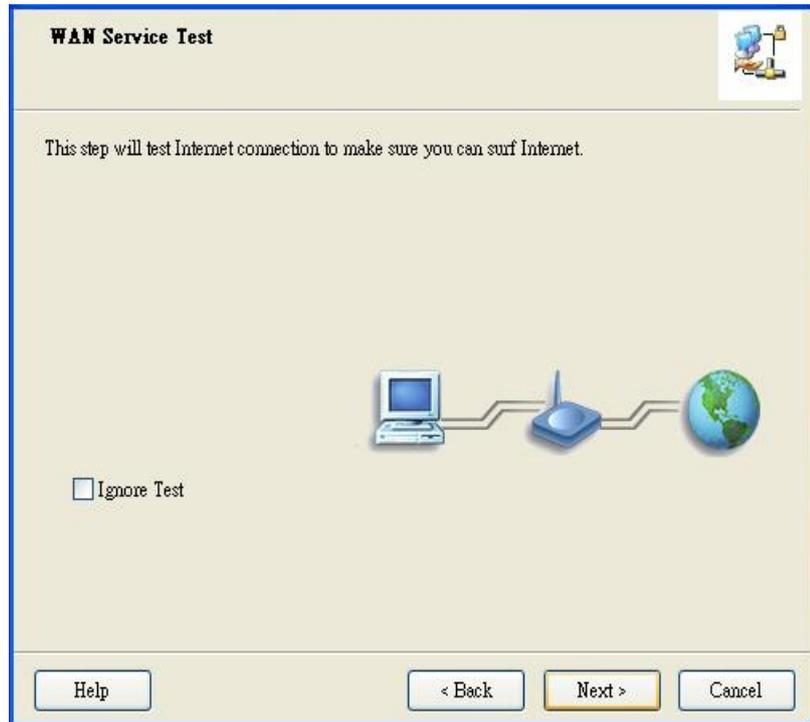 WAN Service Test
This step will test Internet connection to make sure you can surf Internet.
Ignore Test
Help
< Back
Next >
Cancel